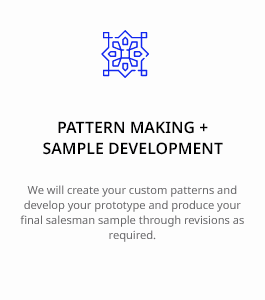 PATTERN MAKING +
SAMPLE DEVELOPMENT
We will create your custom patterns and
develop your prototype and produce your
final salesman sample through revisions as
required.